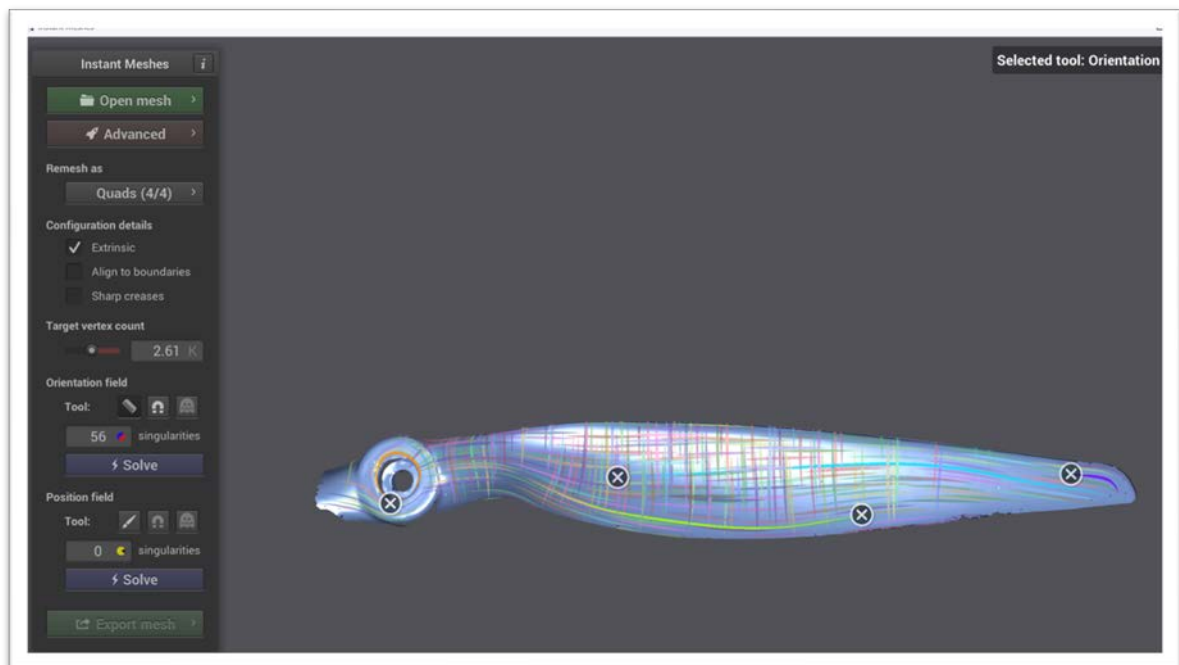 Instant Meshes i
Selected tool: Orientation
Open mesh
Advanced
Remesh as
Quads (4/4)
Configuration details
Extrinsic
Align to boundaries
Sharp creases
Target vertex count
2.61 K
Orientation field
Tool:
56 singularities
Solve
Position field
Tool:
0 singularities
Solve
Export mesh